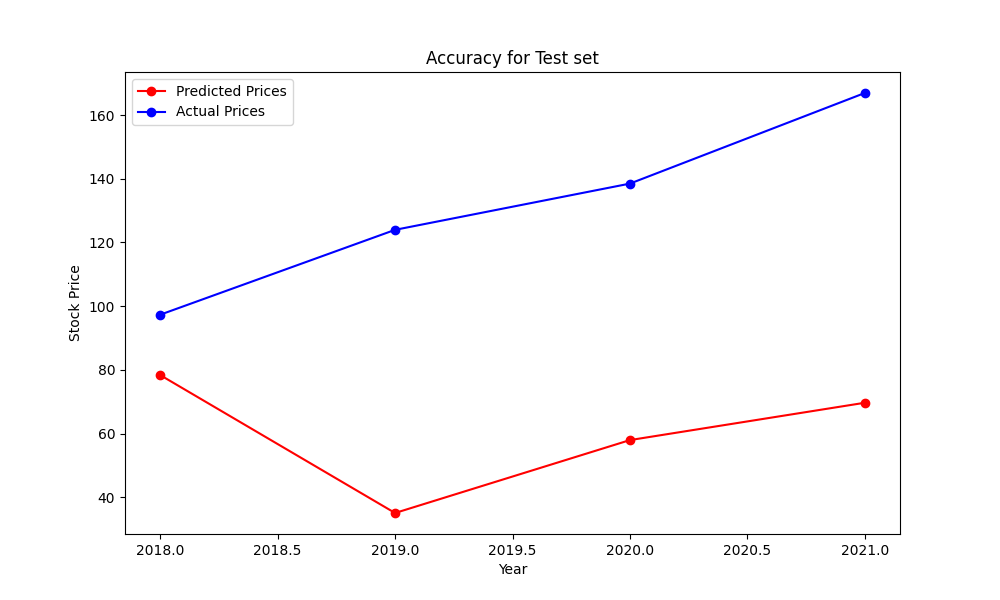 Accuracy for Test set
Predicted Prices
Actual Prices
160
140
120
100
80
60
40
Stock Price
2018.0 2018.5 2019.0 2019.5 2020.0 2020.5 2021.0
Year